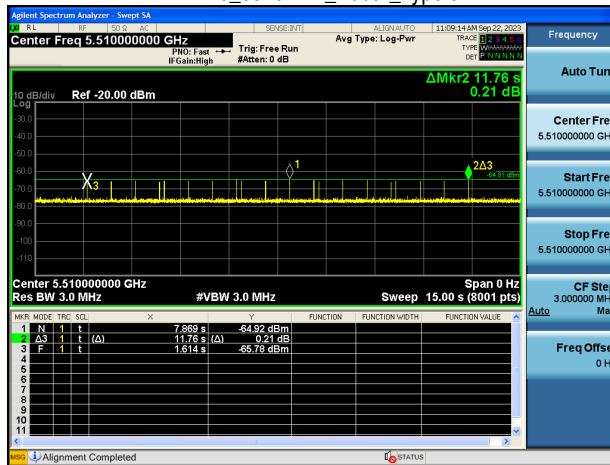 Agilent Spectrum Analyzer - Swept SA
RL RF 50 Ω AC SENSE:INT ALIGN AUTO 11:09:14 AM Sep 22, 2023
Center Freq 5.510000000 GHz
PNO: Fast
IFGain:High
Trig: Free Run
#Atten: 0 dB
Avg Type: Log-Pwr
TRACE 1 2 3 4 5 6
TYPE
DET P N N N N N
Frequency
ΔMkr2 11.76 s
0.21 dB
10 dB/div Ref -20.00 dBm
Log
-30.0
-40.0
-50.0
-60.0
-70.0
-80.0
-90.0
-100
-110
X3
1
2Δ3
-64.81 dBm
Center 5.510000000 GHz Span 0 Hz
Res BW 3.0 MHz #VBW 3.0 MHz Sweep 15.00 s (8001 pts)
MKR MODE TRC SCL X Y FUNCTION FUNCTION WIDTH FUNCTION VALUE
1 N 1 t 7.869 s -64.92 dBm
2 Δ3 1 t (Δ) 11.76 s (Δ) 0.21 dB
3 F 1 t 1.614 s -65.78 dBm
4
5
6
7
8
9
10
11
MSG Alignment Completed STATUS
Auto Tun
Center Fre
5.510000000 GH
Start Fre
5.510000000 GH
Stop Fre
5.510000000 GH
CF Ste
3.000000 MH
Auto Ma
Freq Offse
0 H